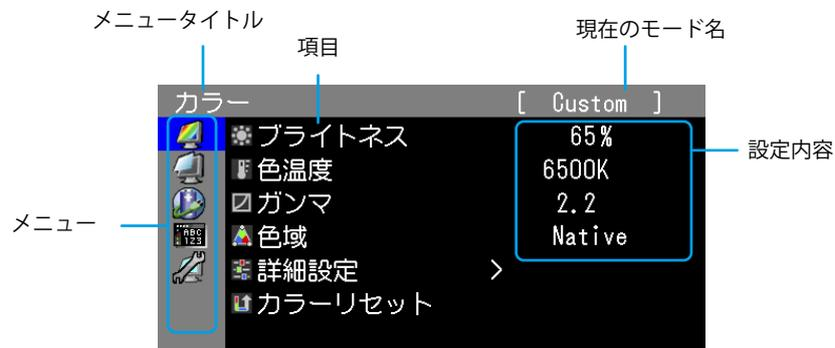 メニュータイトル
項目
現在のモード名
カラー [ Custom ]
ブライトネス 65%
色温度 6500K
設定内容
ガンマ 2.2
メニュー
ABC
123
色域 Native
詳細設定 >
カラーリセット